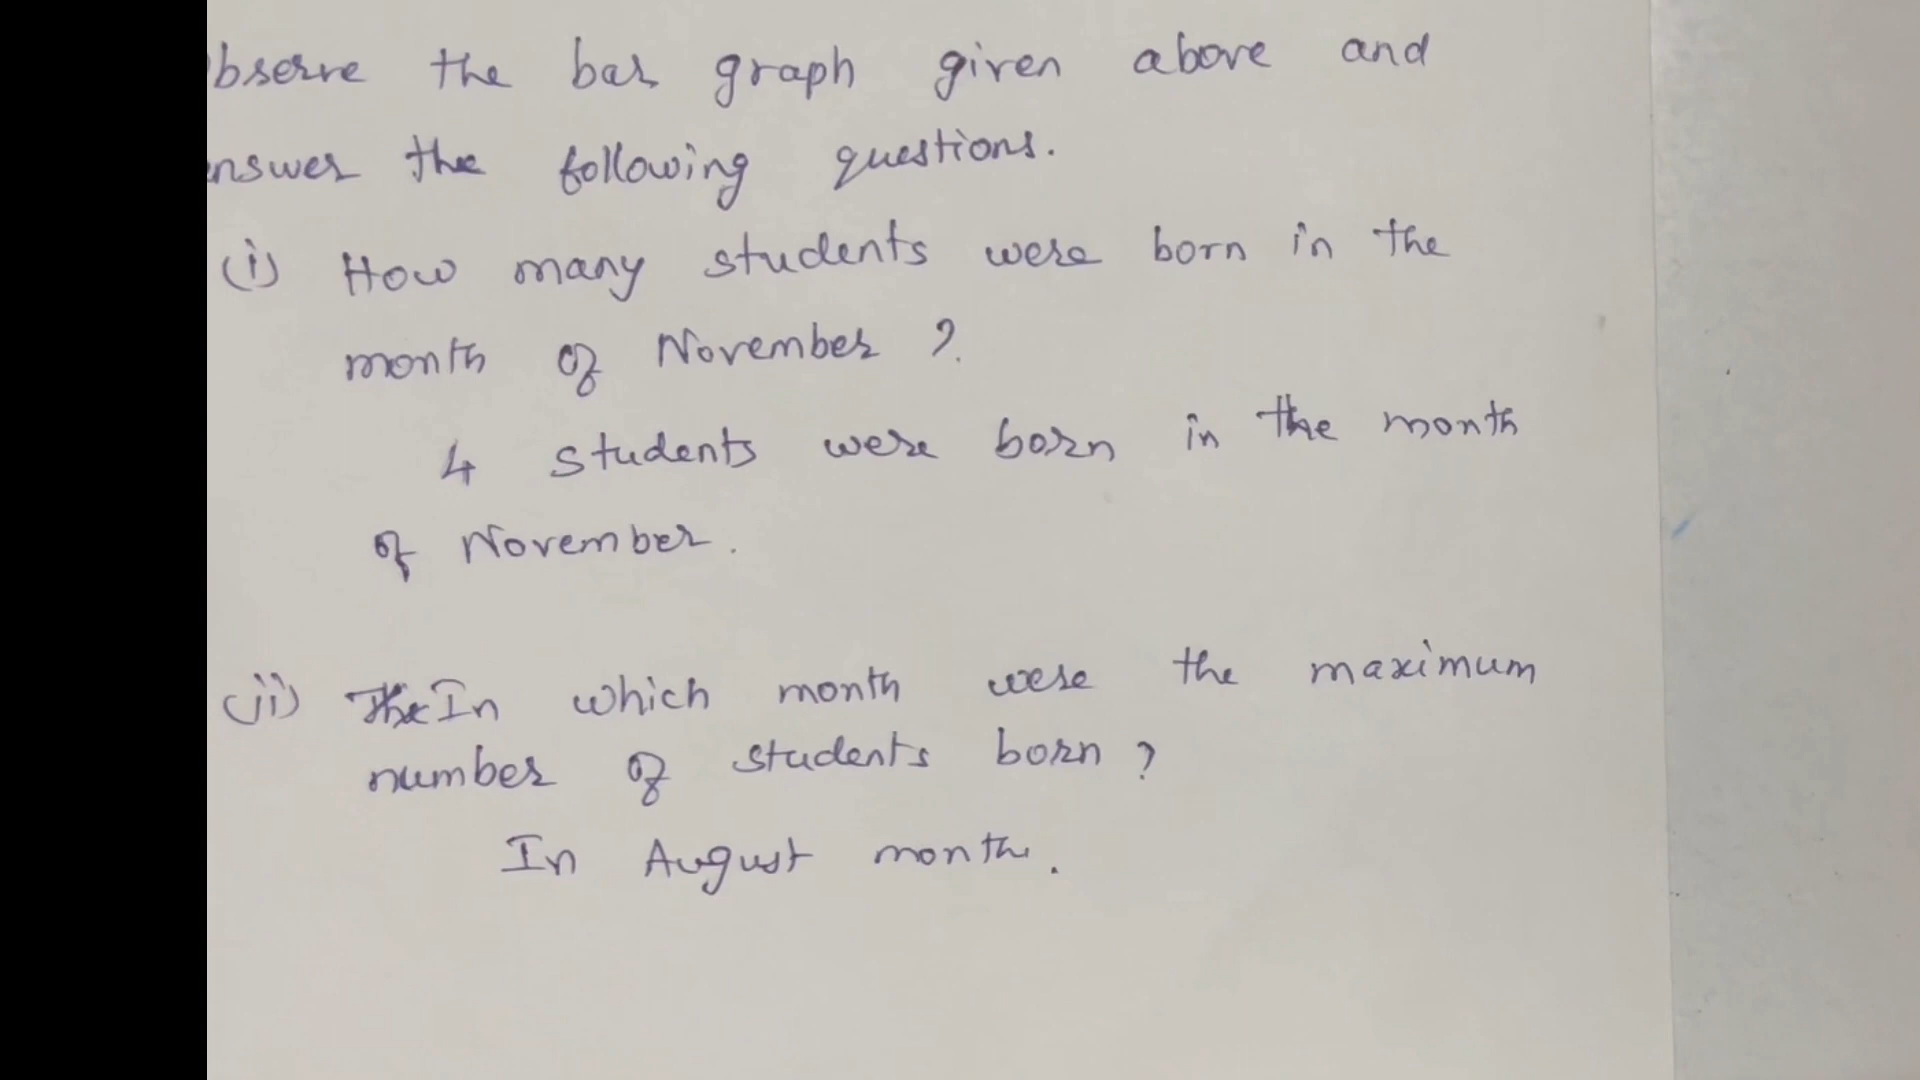 bserve the bar graph given above and
nswer the following questions.
(i) How many students were born in the
month of November ?
4 students were born in the month
of November.
(ii) The In which month were the maximum
number of students born ?
In August month.